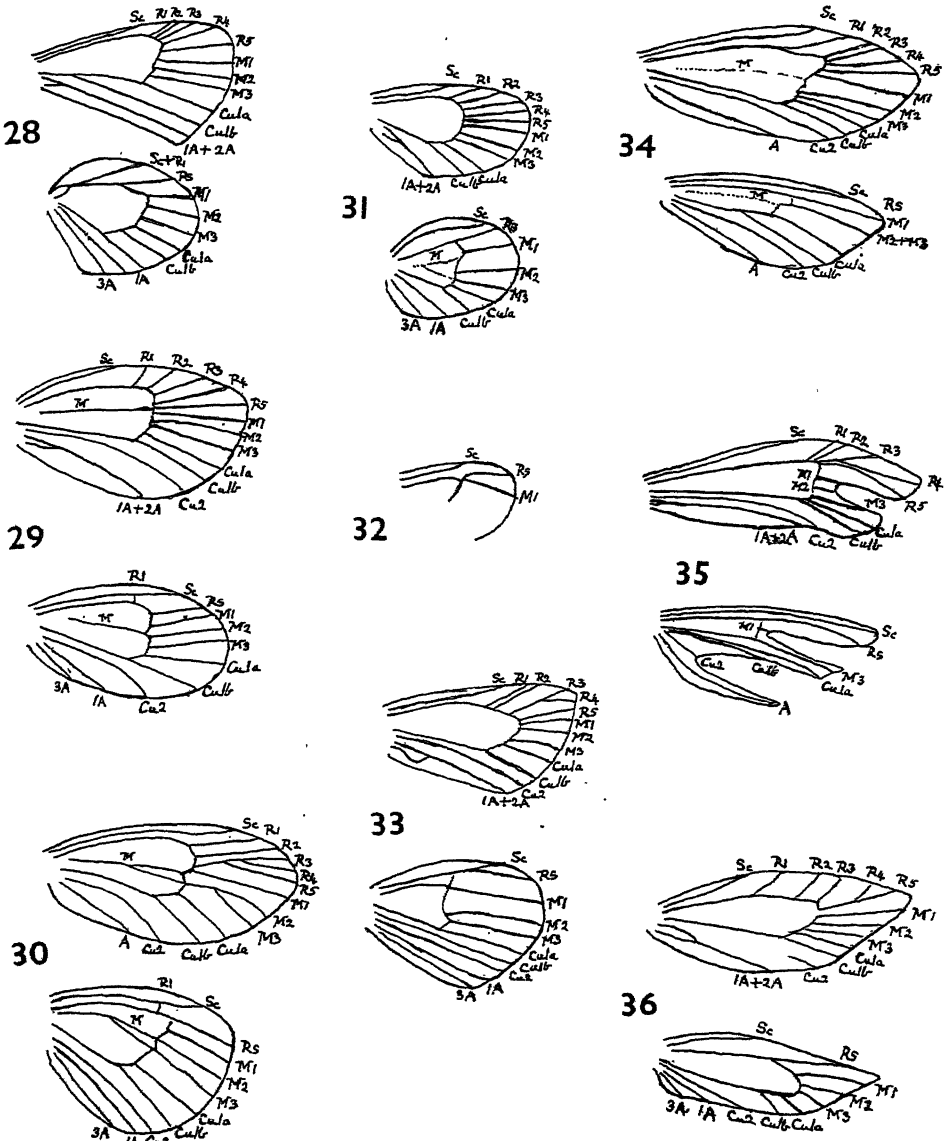 28
Sc R1 R2 R3 R4
R5
M1
M2
M3
Cu1a
Cu1b
1A+2A
Sc+R1
Rs
M1
M2
M3
Cu1a
Cu1b
1A
3A
29
Sc R1 R2 R3 R4
R5
M
M1
M2
M3
Cu1a
Cu1b
Cu2
1A+2A
R1
Sc
Rs
M
M1
M2
M3
Cu1a
Cu1b
Cu2
1A
3A
30
Sc R1
R2
R3
R4
R5
M
M1
M2
M3
Cu1a
Cu1b
Cu2
A
R1
Sc
M
Rs
M1
M2
M3
Cu1a
Cu1b
Cu2
1A
3A
31
Sc R1 R2
R3
R4
R5
M1
M2
M3
Cu1a
Cu1b
1A+2A
Sc
Rs
M
M1
M2
M3
Cu1a
Cu1b
1A
3A
32
Sc
Rs
M1
33
Sc R1 R2 R3
R4
R5
M1
M2
M3
Cu1a
Cu1b
Cu2
1A+2A
Sc
Rs
M1
M2
M3
Cu1a
Cu1b
Cu2
1A
3A
34
Sc
R1 R2
R3
R4
R5
M
M1
M2
M3
Cu1a
Cu1b
Cu2
A
Sc
Rs
M
M1
M2+M3
Cu1a
Cu1b
Cu2
A
35
Sc R1 R2
R3
R4
R5
M1
M2
M3
Cu1a
Cu1b
Cu2
1A+2A
Sc
Rs
M1
M3
Cu1a
Cu1b
Cu2
A
36
Sc R1 R2 R3 R4 R5
M1
M2
M3
Cu1a
Cu1b
Cu2
1A+2A
Sc
Rs
M1
M2
M3
Cu1a
Cu1b
Cu2
1A
3A